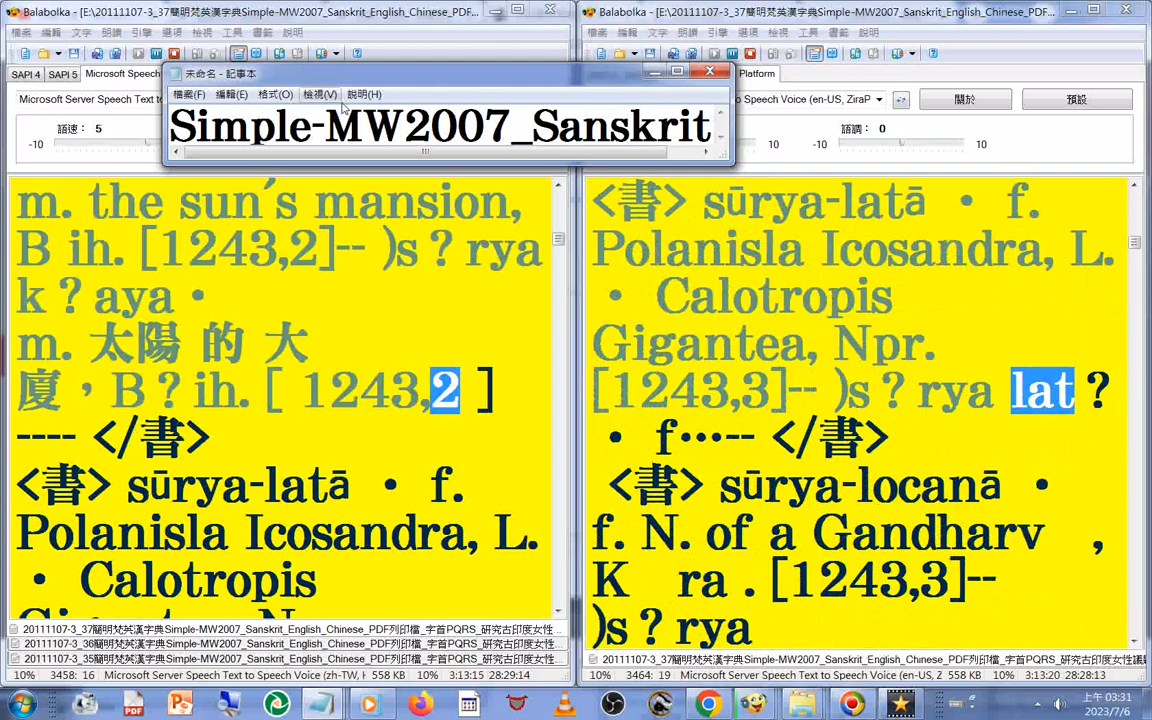 Balabolka - [E:\20111107-3_37簡明梵英漢字典Simple-MW2007_Sanskrit_English_Chinese_PDF...
檔案 編輯 文字 朗讀 引擎 選項 檢視 工具 書籤 說明
SAPI 4 SAPI 5 Microsoft Speech
Microsoft Server Speech Text to
語速： 5
-10
m. the sun's mansion,
B ih. [1243,2]-- )s？rya
k？aya •
m. 太陽 的 大
廈，B？ih. [ 1243,2 ]
---- </書>
<書> sūrya-latā • f.
Polanisla Icosandra, L.
• Calotropis
20111107-3_37簡明梵英漢字典Simple-MW2007_Sanskrit_English_Chinese_PDF列印檔_字首PQRS_研究古印度女性...
20111107-3_36簡明梵英漢字典Simple-MW2007_Sanskrit_English_Chinese_PDF列印檔_字首PQRS_研究古印度女性...
20111107-3_35簡明梵英漢字典Simple-MW2007_Sanskrit_English_Chinese_PDF列印檔_字首PQRS_研究古印度女性...
10% 3458: 16 Microsoft Server Speech Text to Speech Voice (zh-TW, H 558 KB 10% 3:13:15 28:29:14
未命名 - 記事本
檔案(F) 編輯(E) 格式(O) 檢視(V) 說明(H)
Simple-MW2007_Sanskrit
Balabolka - [E:\20111107-3_37簡明梵英漢字典Simple-MW2007_Sanskrit_English_Chinese_PDF...
檔案 編輯 文字 朗讀 引擎 選項 檢視 工具 書籤 說明
Platform
Speech Voice (en-US, ZiraP 關於 預設
語調： 0
10 -10 10
<書> sūrya-latā • f.
Polanisla Icosandra, L.
• Calotropis
Gigantea, Npr.
[1243,3]-- )s？rya lat？
• f…-- </書>
<書> sūrya-locanā •
f. N. of a Gandharv ,
K ra . [1243,3]--
)s？rya
20111107-3_37簡明梵英漢字典Simple-MW2007_Sanskrit_English_Chinese_PDF列印檔_字首PQRS_研究古印度女性議
10% 3464: 19 Microsoft Server Speech Text to Speech Voice (en-US, Z 558 KB 10% 3:13:20 28:28:13
上午 03:31
2023/7/6